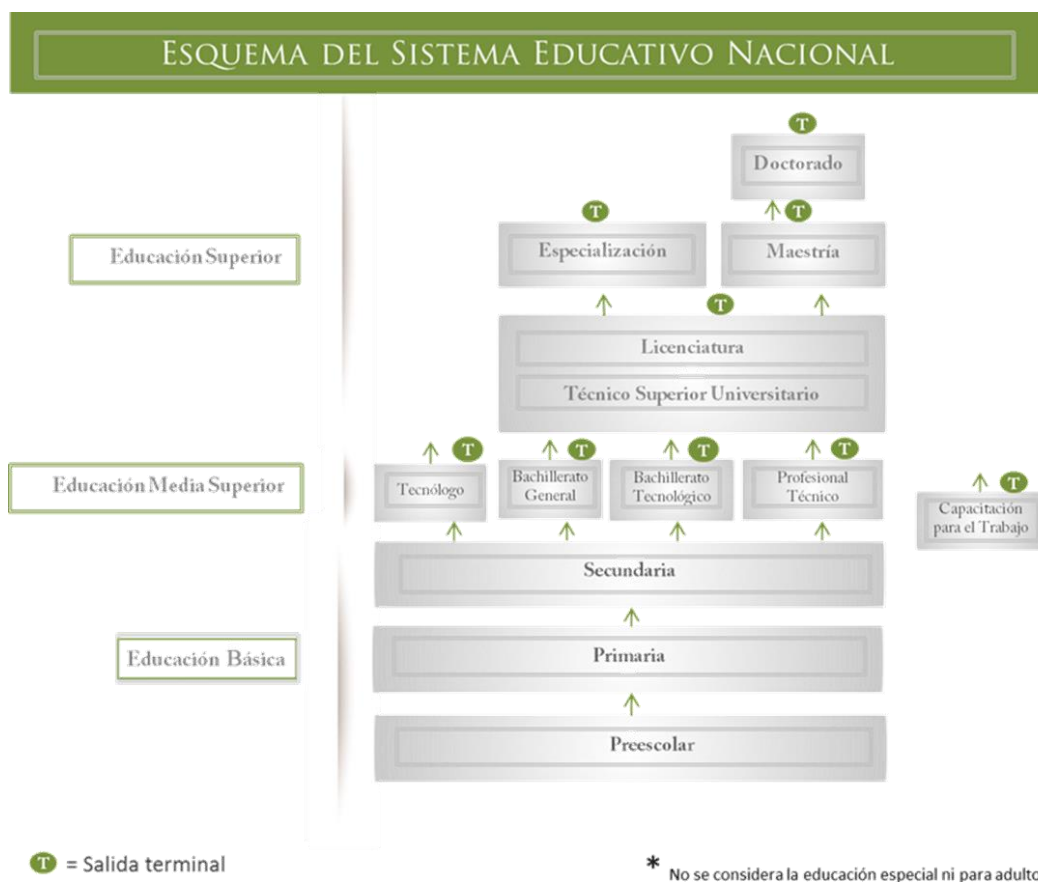 ESQUEMA DEL SISTEMA EDUCATIVO NACIONAL
T
Doctorado
T
T
Educación Superior
Especialización
Maestría
T
Licenciatura
Técnico Superior Universitario
T
T
T
T
Educación Media Superior
Tecnólogo
Bachillerato
General
Bachillerato
Tecnológico
Profesional
Técnico
T
Capacitación
para el Trabajo
Secundaria
Educación Básica
Primaria
Preescolar
T = Salida terminal
* No se considera la educación especial ni para adulto